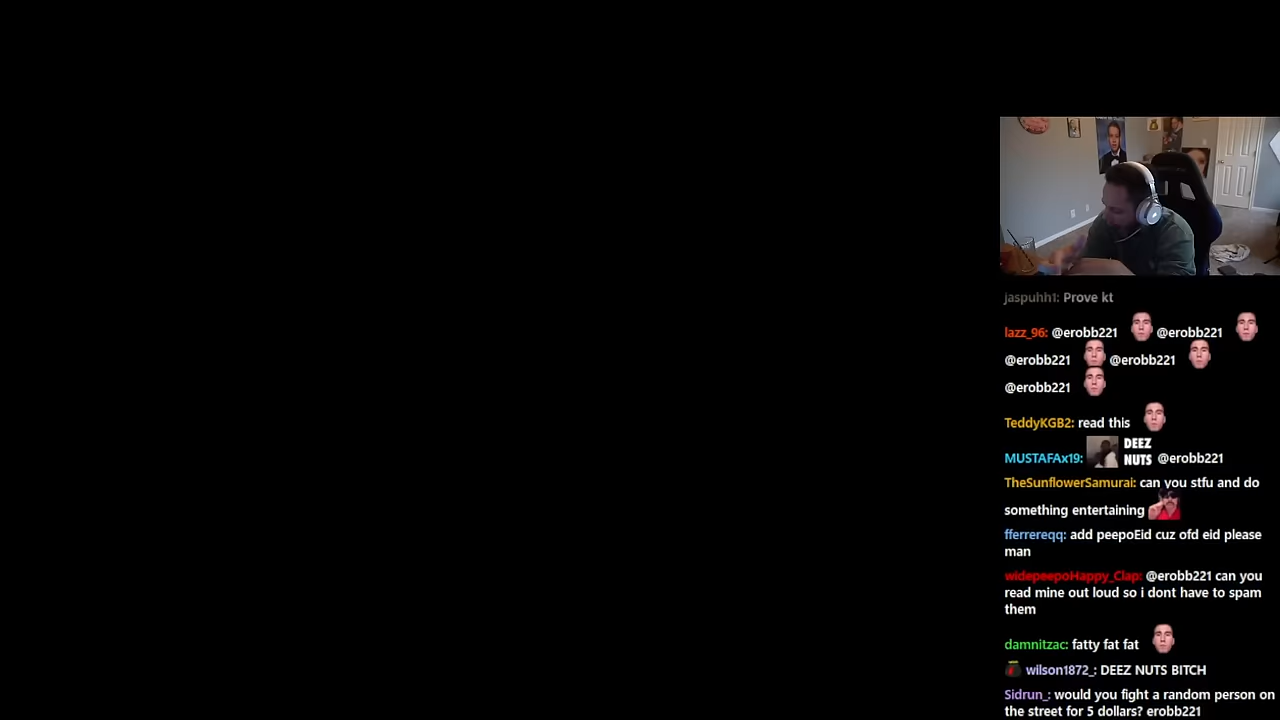 jaspuhh1: Prove kt
lazz_96: @erobb221 @erobb221
@erobb221 @erobb221
@erobb221
TeddyKGB2: read this
MUSTAFAx19: DEEZ NUTS @erobb221
TheSunflowerSamurai: can you stfu and do
something entertaining
fferrereqq: add peepoEid cuz ofd eid please
man
widepeepoHappy_Clap: @erobb221 can you
read mine out loud so i dont have to spam
them
damnitzac: fatty fat fat
wilson1872_: DEEZ NUTS BITCH
Sidrun_: would you fight a random person on
the street for 5 dollars? erobb221